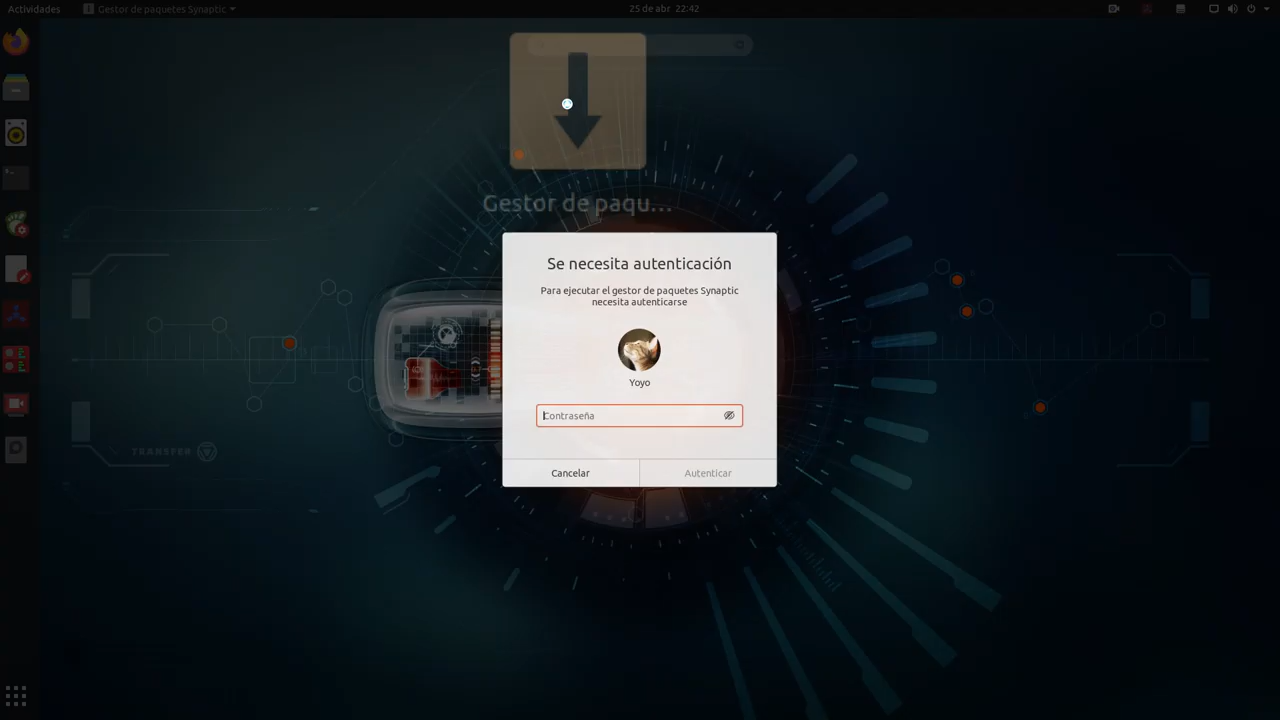 Actividades
Gestor de paquetes Synaptic
25 de abr 22:42
Gestor de paqu...
Se necesita autenticación
Para ejecutar el gestor de paquetes Synaptic
necesita autenticarse
Yoyo
Contraseña
Cancelar
Autenticar
TRANSFER